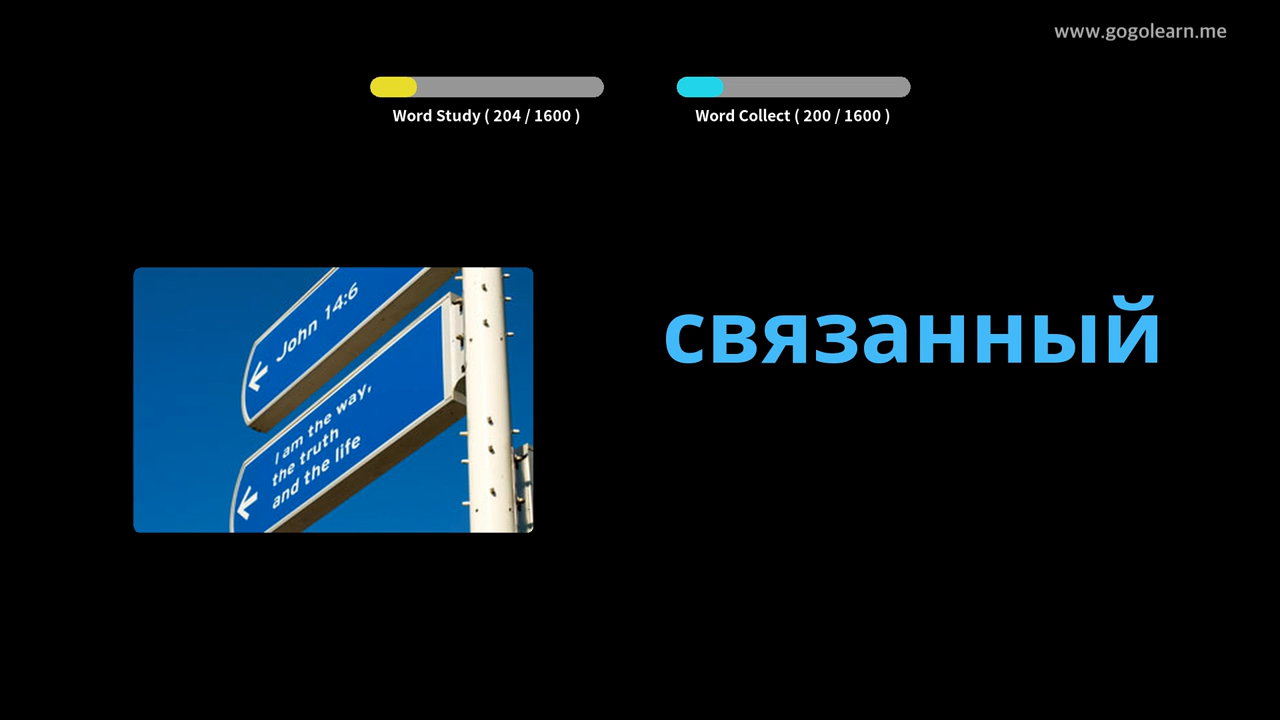 www.gogolearn.me
Word Study ( 204 / 1600 )
Word Collect ( 200 / 1600 )
John 14:6
I am the way,
the truth
and the life
связанный